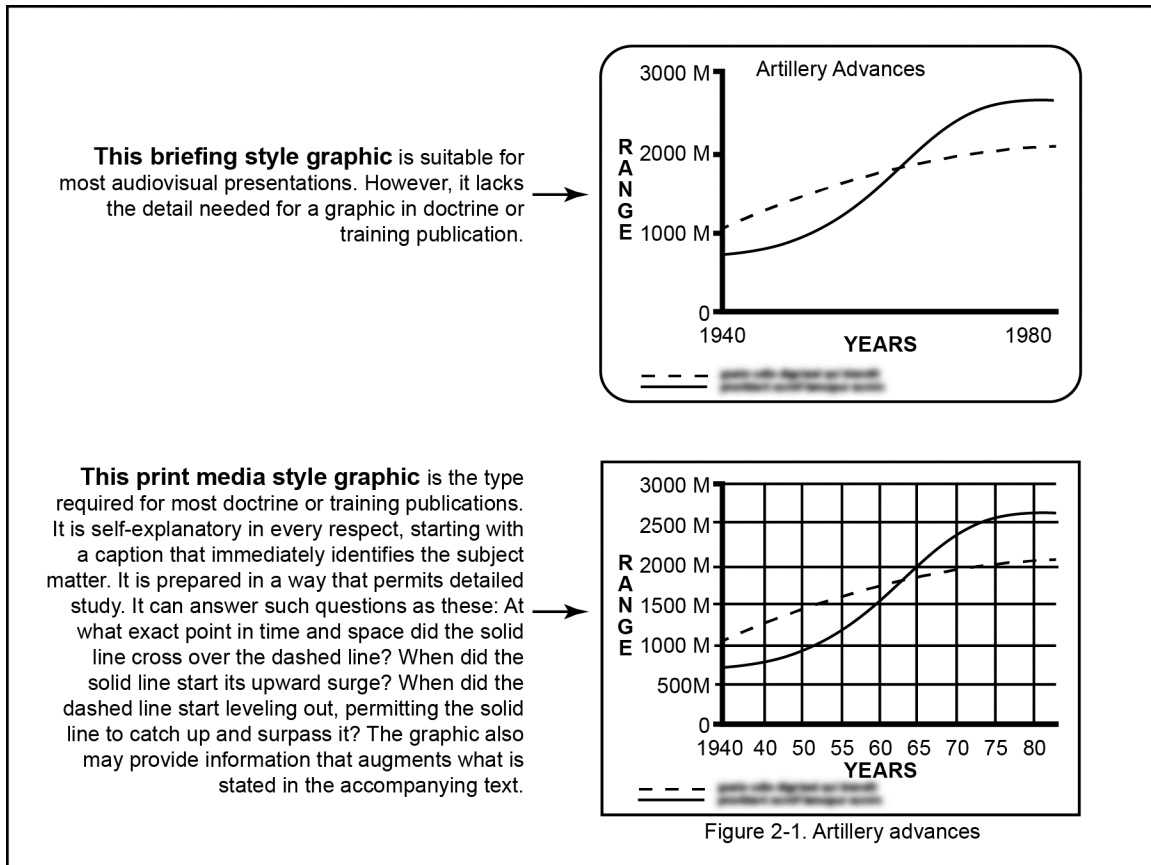 This briefing style graphic is suitable for
most audiovisual presentations. However, it lacks
the detail needed for a graphic in doctrine or
training publication.
Artillery Advances
3000 M
2000 M
1000 M
0
RANGE
1940
1980
YEARS
This print media style graphic is the type
required for most doctrine or training publications.
It is self-explanatory in every respect, starting with
a caption that immediately identifies the subject
matter. It is prepared in a way that permits detailed
study. It can answer such questions as these: At
what exact point in time and space did the solid
line cross over the dashed line? When did the
solid line start its upward surge? When did the
dashed line start leveling out, permitting the solid
line to catch up and surpass it? The graphic also
may provide information that augments what is
stated in the accompanying text.
3000 M
2500 M
2000 M
1500 M
1000 M
500M
0
RANGE
1940 40 50 55 60 65 70 75 80
YEARS
Figure 2-1. Artillery advances